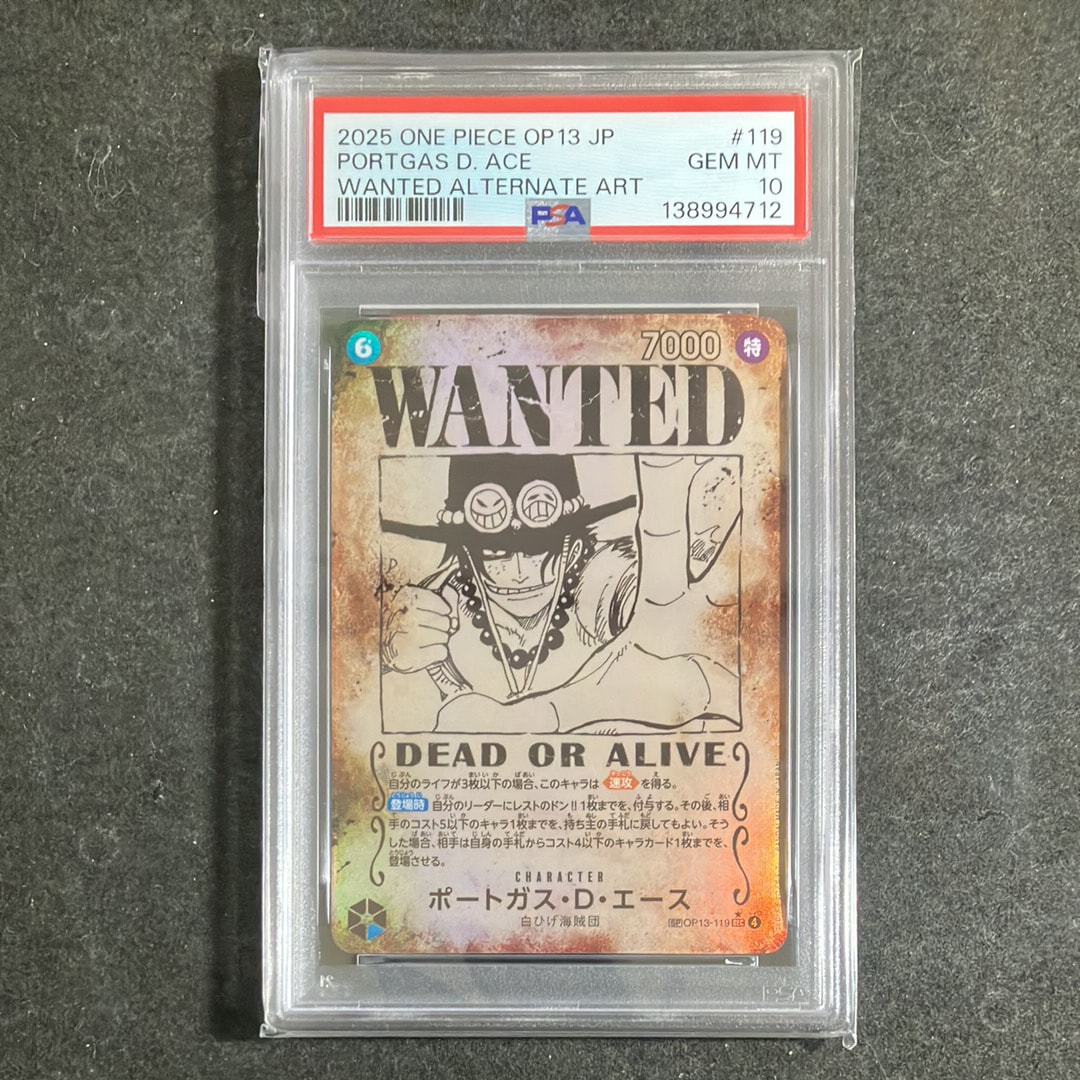 2025 ONE PIECE OP13 JP #119
PORTGAS D. ACE GEM MT
WANTED ALTERNATE ART 10
PSA 138994712
6 7000 特
WANTED
DEAD OR ALIVE
自分のライフが3枚以下の場合、このキャラは 速攻 を得る。
登場時 自分のリーダーにレストのドン!!1枚までを、付与する。その後、相
手のコスト5以下のキャラ1枚までを、持ち主の手札に戻してもよい。そう
した場合、相手は自身の手札からコスト4以下のキャラカード1枚までを、
登場させる。
CHARACTER
ポートガス・D・エース
白ひげ海賊団
SP OP13-119 SEC 4
PSA